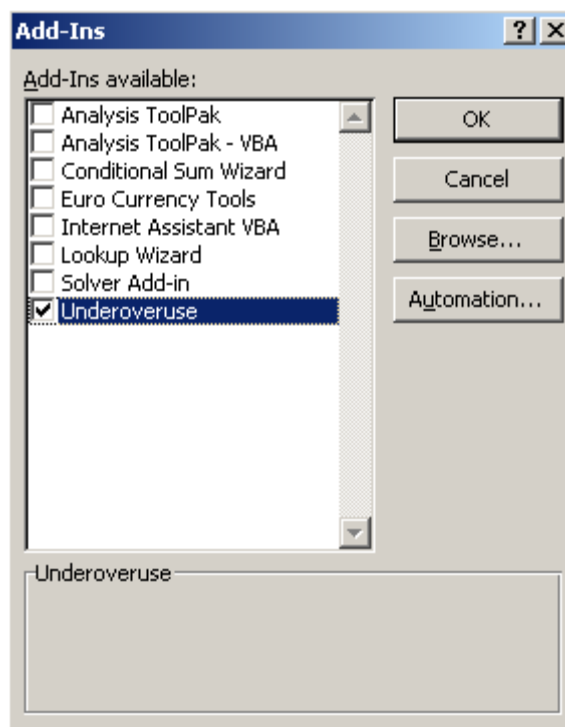 Add-Ins
Add-Ins available:
Analysis ToolPak
Analysis ToolPak - VBA
Conditional Sum Wizard
Euro Currency Tools
Internet Assistant VBA
Lookup Wizard
Solver Add-in
Underoveruse
OK
Cancel
Browse...
Automation...
Underoveruse